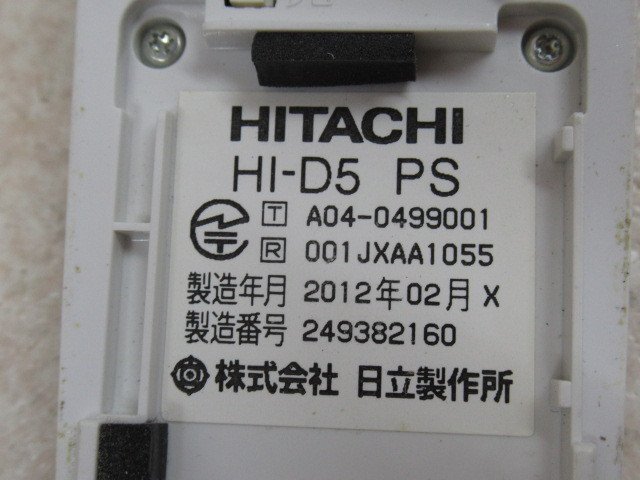 HITACHI
HI-D5 PS
T A04-0499001
R 001JXAA1055
製造年月 2012年02月 X
製造番号 249382160
株式会社 日立製作所